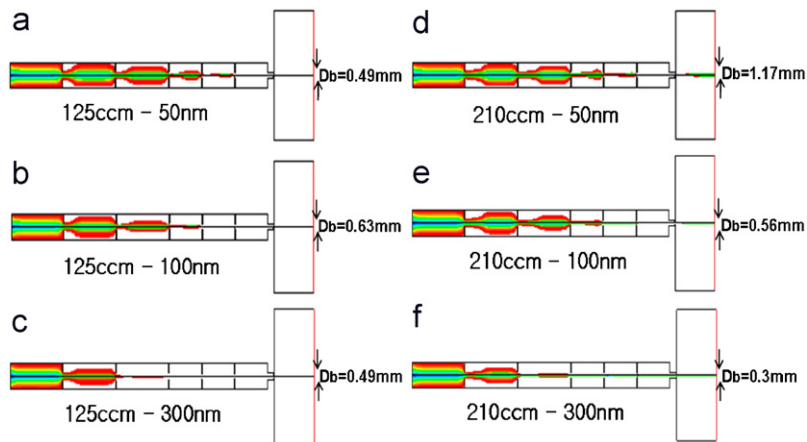 a
Db=0.49mm
125ccm - 50nm
b
Db=0.63mm
125ccm - 100nm
c
Db=0.49mm
125ccm - 300nm
d
Db=1.17mm
210ccm - 50nm
e
Db=0.56mm
210ccm - 100nm
f
Db=0.3mm
210ccm - 300nm